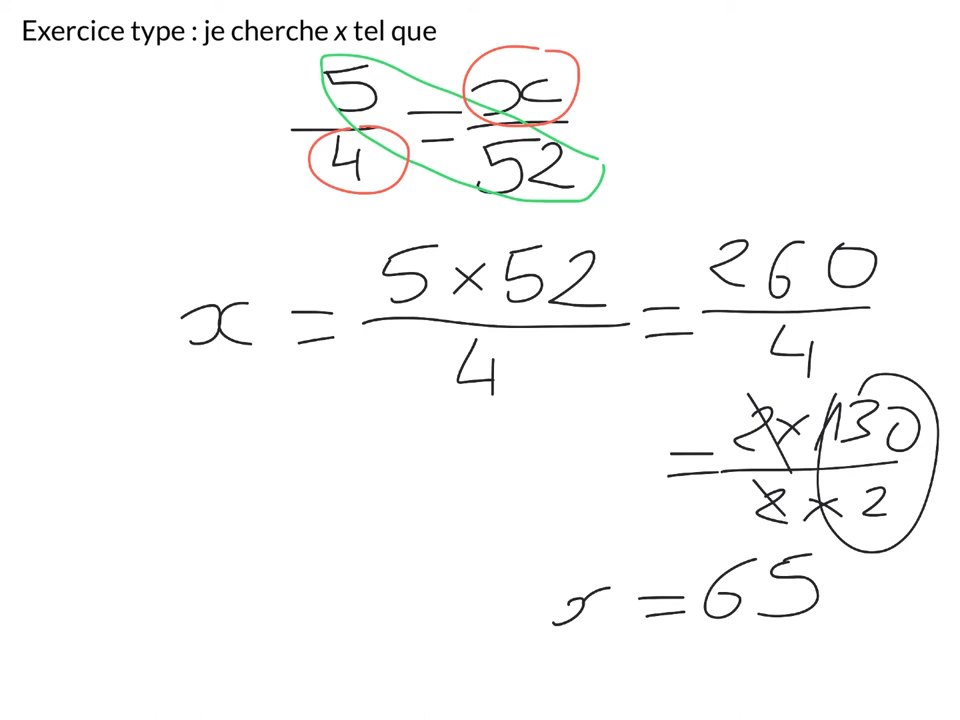 Exercice type : je cherche x tel que
5/4 = x/52
x = (5 × 52)/4 = 260/4
= (2 × 130)/(2 × 2)
x = 65